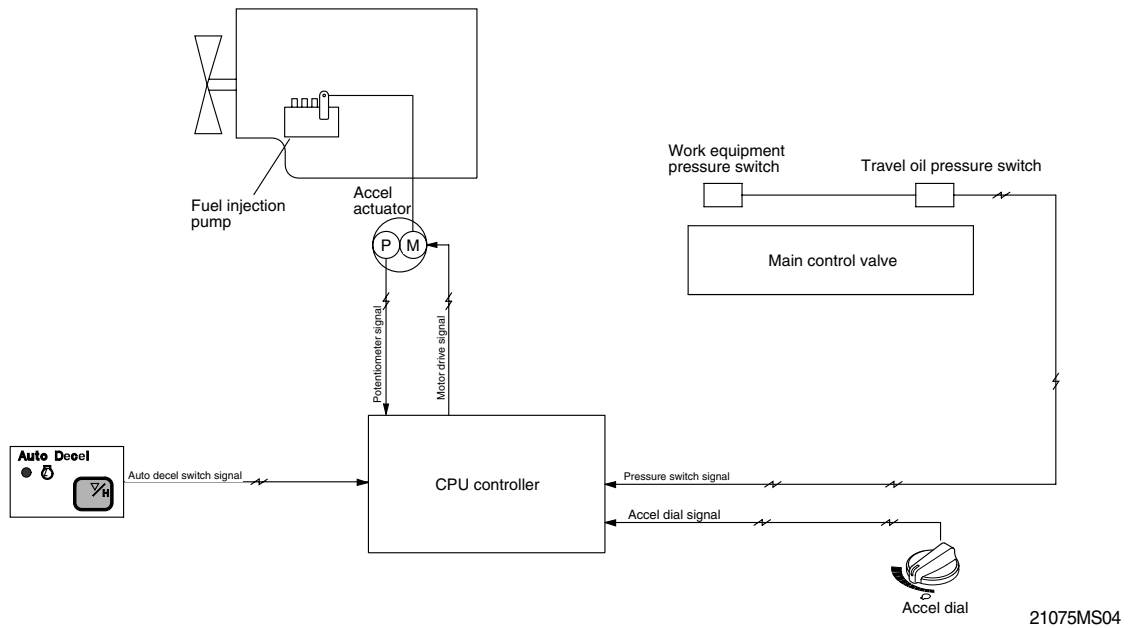 Work equipment
pressure switch
Travel oil pressure switch
Fuel injection
pump
Accel
actuator
P M
Main control valve
Potentiometer signal
Motor drive signal
Auto Decel
H
Auto decel switch signal
CPU controller
Pressure switch signal
Accel dial signal
Accel dial
21075MS04